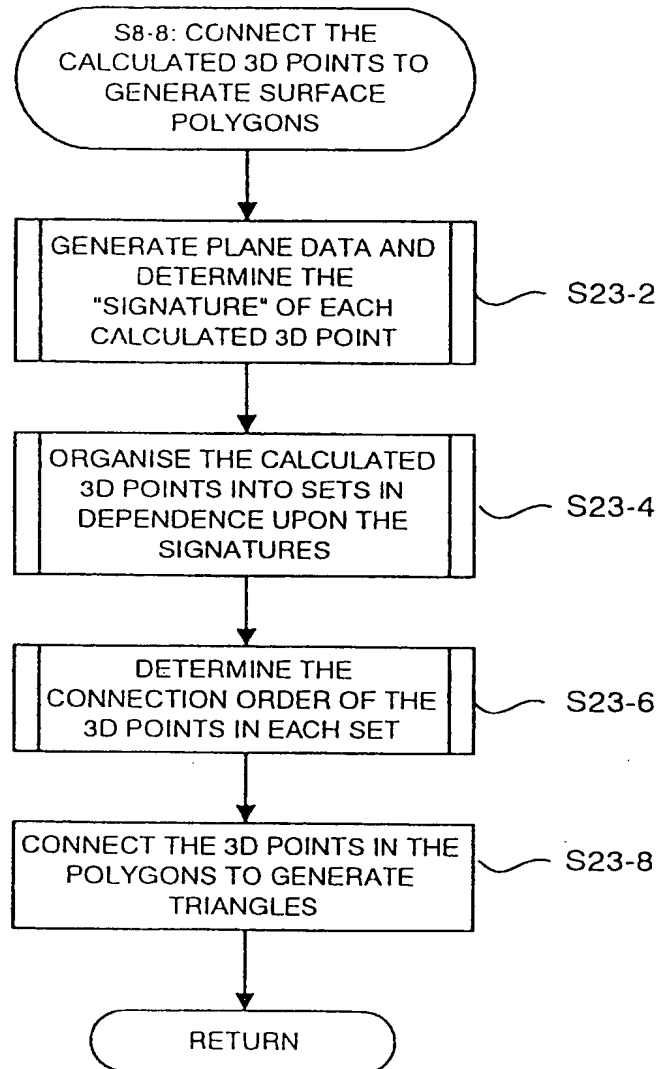 S8-8: CONNECT THE
CALCULATED 3D POINTS TO
GENERATE SURFACE
POLYGONS
GENERATE PLANE DATA AND
DETERMINE THE
"SIGNATURE" OF EACH
CALCULATED 3D POINT
S23-2
ORGANISE THE CALCULATED
3D POINTS INTO SETS IN
DEPENDENCE UPON THE
SIGNATURES
S23-4
DETERMINE THE
CONNECTION ORDER OF THE
3D POINTS IN EACH SET
S23-6
CONNECT THE 3D POINTS IN THE
POLYGONS TO GENERATE
TRIANGLES
S23-8
RETURN